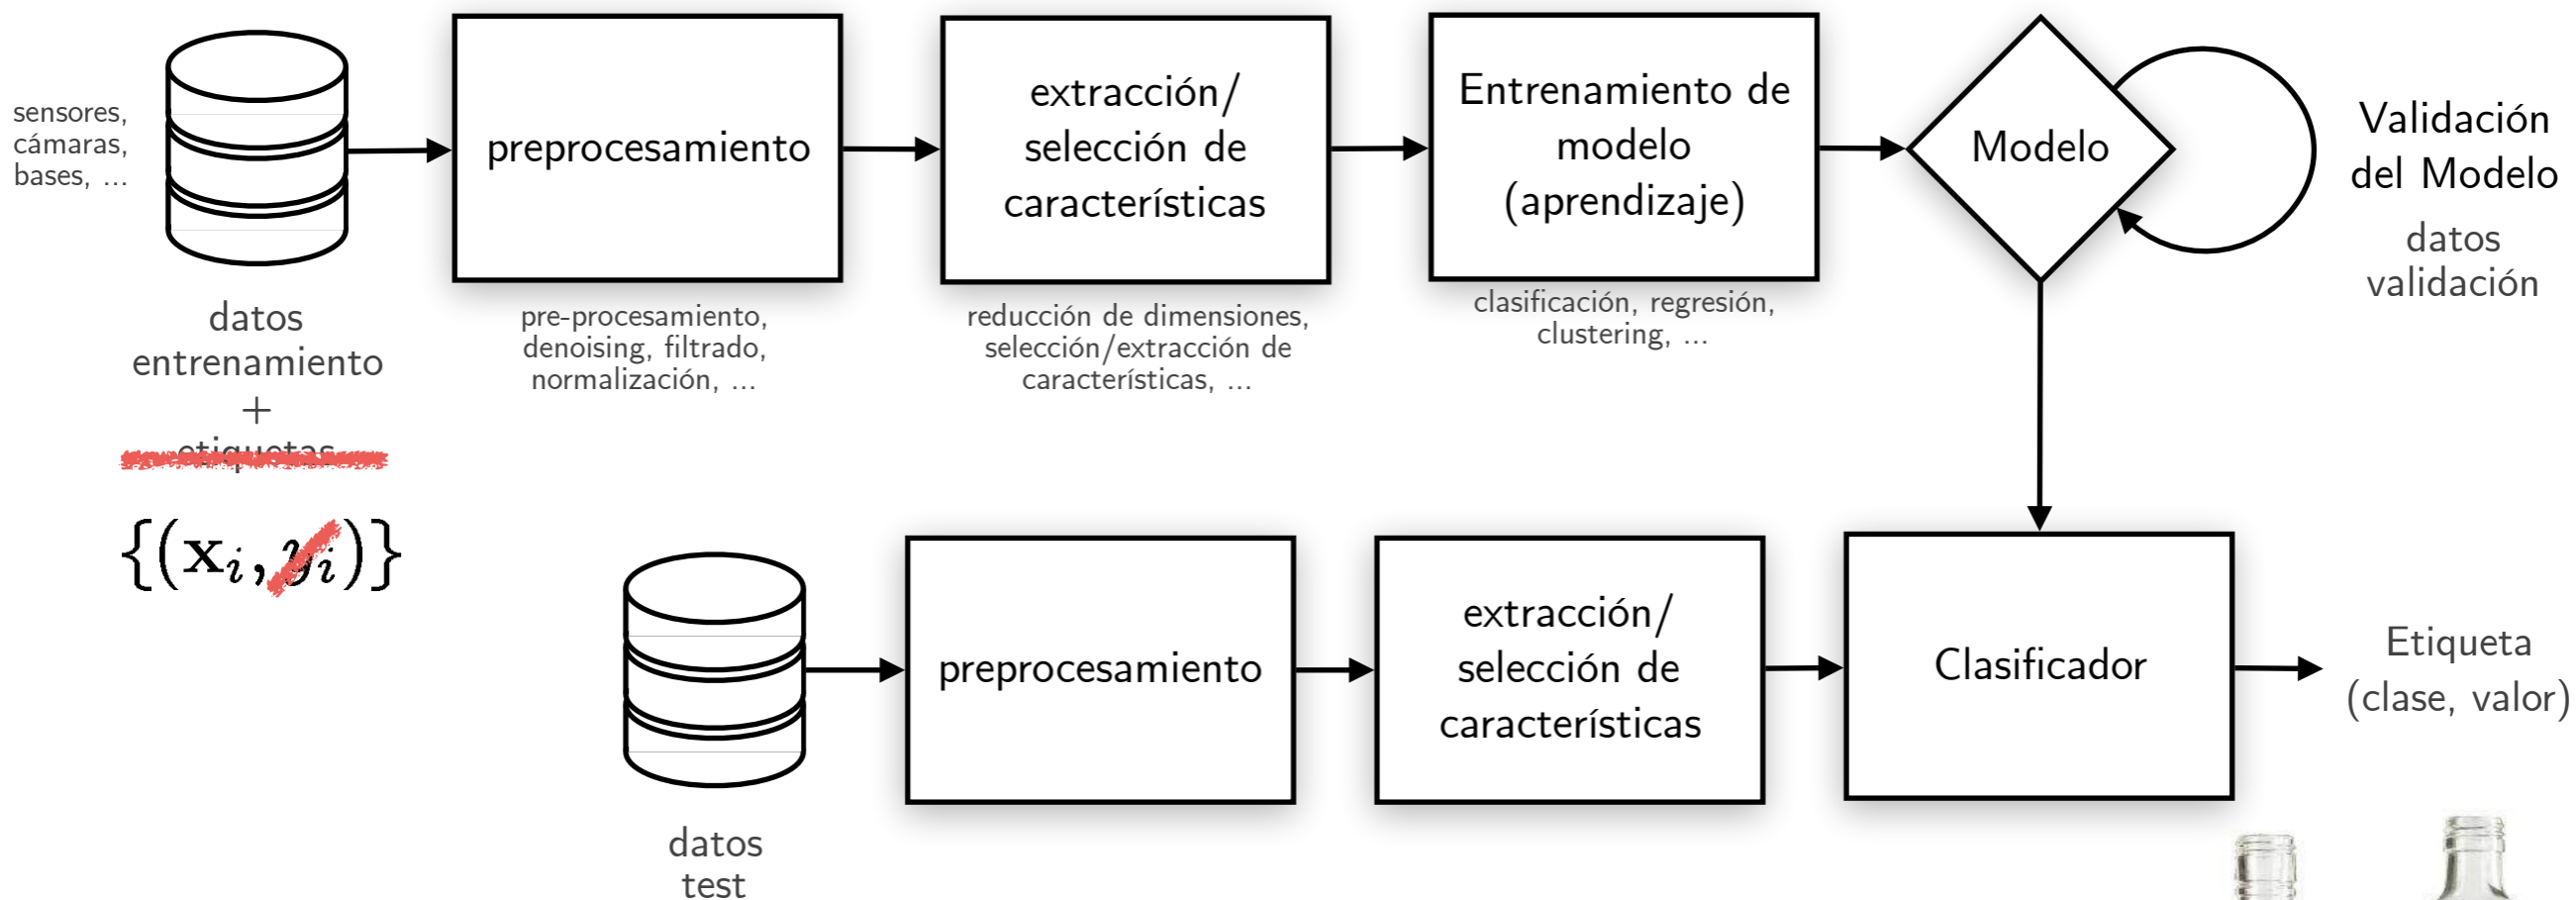 sensores,
cámaras,
bases, ...
datos
entrenamiento
+
etiquetas
{(x_i, y_i)}
preprocesamiento
pre-procesamiento,
denoising, filtrado,
normalización, ...
extracción/
selección de
características
reducción de dimensiones,
selección/extracción de
características, ...
Entrenamiento de
modelo
(aprendizaje)
clasificación, regresión,
clustering, ...
Modelo
Validación
del Modelo
datos
validación
datos
test
preprocesamiento
extracción/
selección de
características
Clasificador
Etiqueta
(clase, valor)